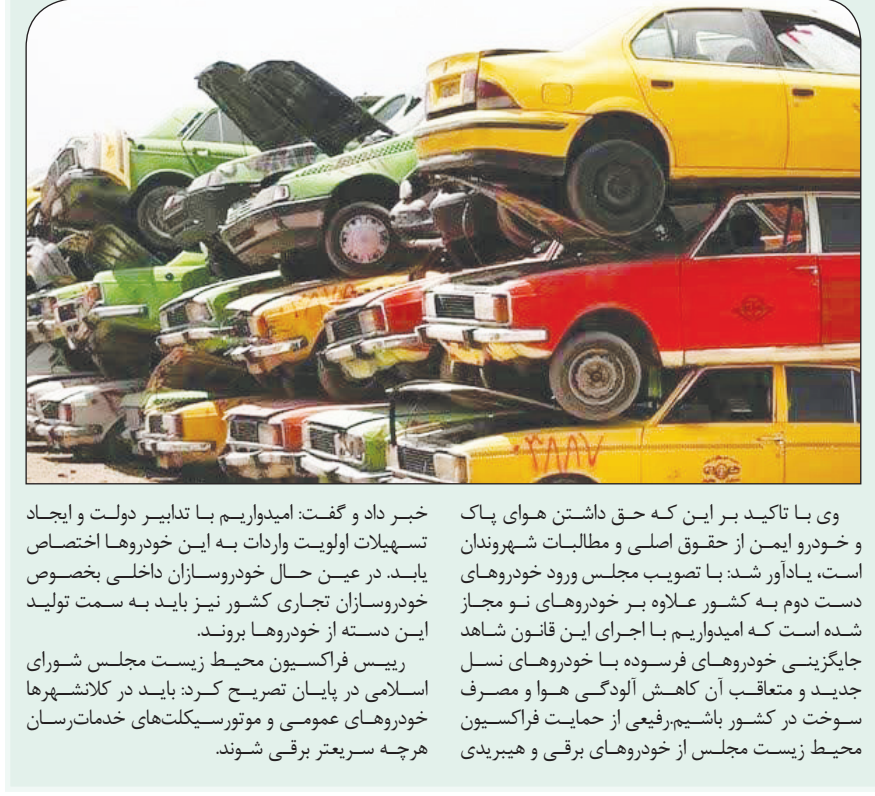 ۳۸۸۷
وی با تاکید بر این که حق داشتن هوای پاک
و خودرو ایمن از حقوق اصلی و مطالبات شهروندان
است، یادآور شد: با تصویب مجلس ورود خودروهای
دست دوم به کشور علاوه بر خودروهای نو مجاز
شده است که امیدواریم با اجرای این قانون شاهد
جایگزینی خودروهای فرسوده با خودروهای نسل
جدید و متعاقب آن کاهش آلودگی هوا و مصرف
سوخت در کشور باشیم.رفیعی از حمایت فراکسیون
محیط زیست مجلس از خودروهای برقی و هیبریدی
خبر داد و گفت: امیدواریم با تدابیر دولت و ایجاد
تسهیلات اولویت واردات به این خودروها اختصاص
یابد. در عین حال خودروسازان داخلی بخصوص
خودروسازان تجاری کشور نیز باید به سمت تولید
این دسته از خودروها بروند.
رییس فراکسیون محیط زیست مجلس شورای
اسلامی در پایان تصریح کرد: باید در کلانشهرها
خودروهای عمومی و موتورسیکلت‌های خدمات‌رسان
هرچه سریعتر برقی شوند.